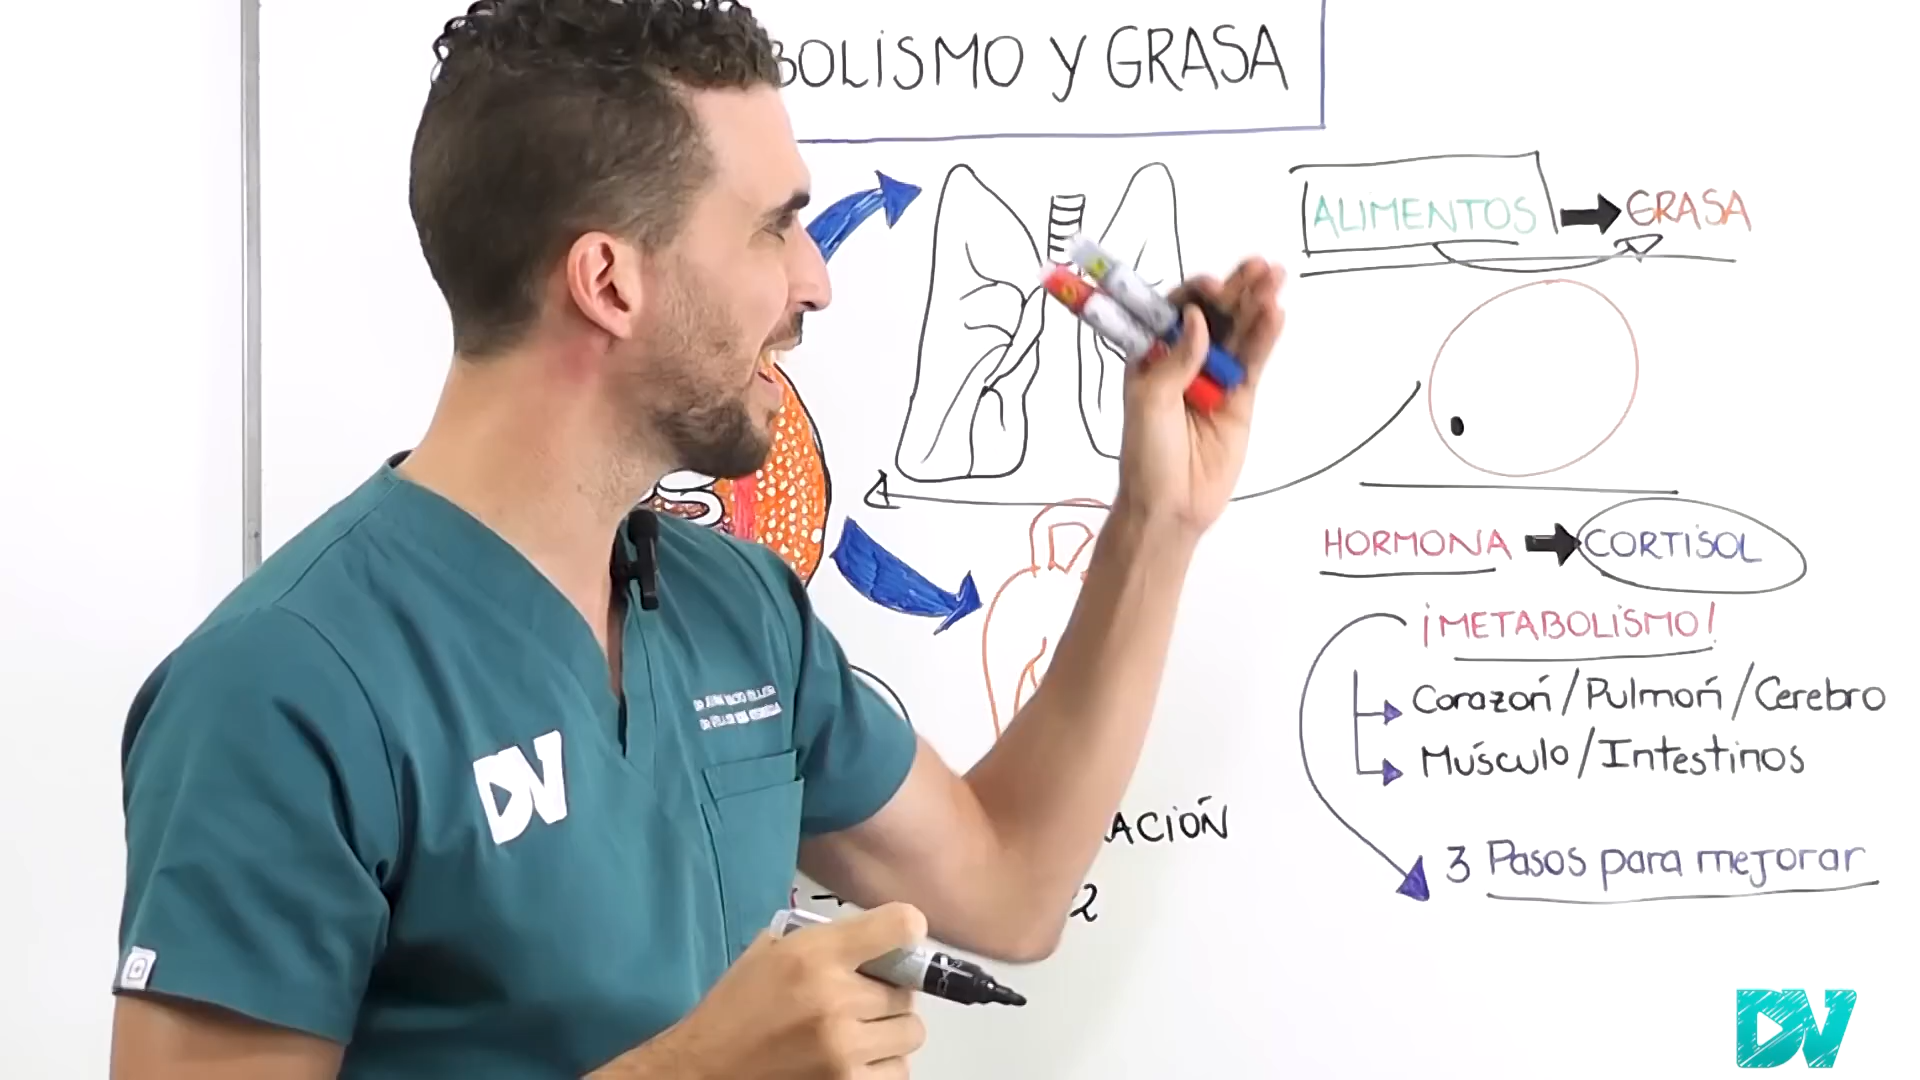 BOLISMO Y GRASA
ALIMENTOS → GRASA
HORMONA → CORTISOL
¡METABOLISMO!
Corazón/Pulmón/Cerebro
Músculo/Intestinos
ACIÓN
3 Pasos para mejorar
2
DV
DV